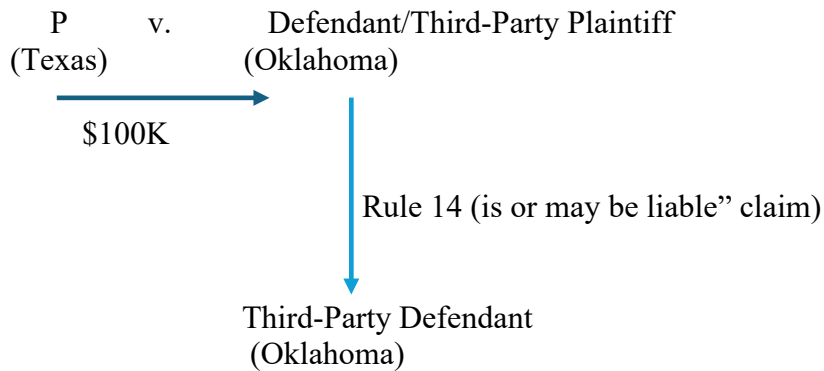 P v. Defendant/Third-Party Plaintiff
(Texas) (Oklahoma)
$100K
Rule 14 (is or may be liable” claim)
Third-Party Defendant
(Oklahoma)